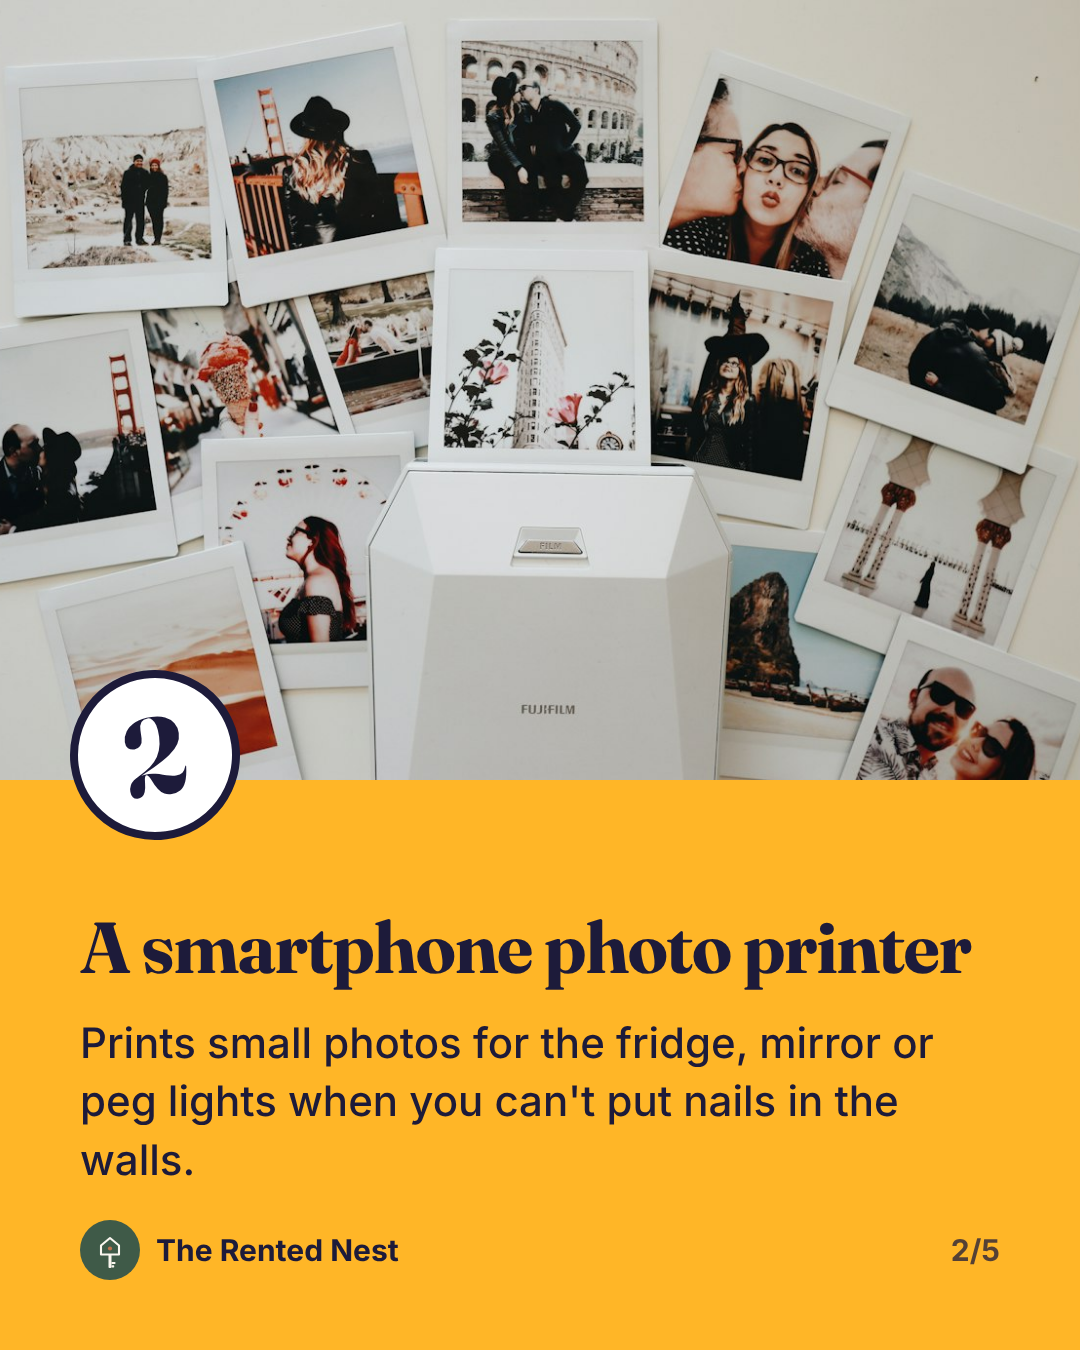 FILM
FUJIFILM
2
A smartphone photo printer
Prints small photos for the fridge, mirror or
peg lights when you can't put nails in the
walls.
The Rented Nest
2/5